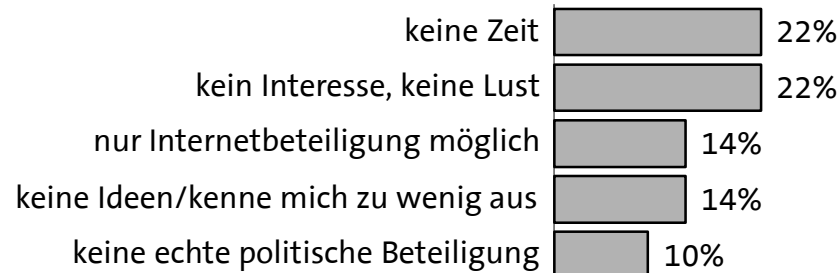 keine Zeit 22%
kein Interesse, keine Lust 22%
nur Internetbeteiligung möglich 14%
keine Ideen/kenne mich zu wenig aus 14%
keine echte politische Beteiligung 10%